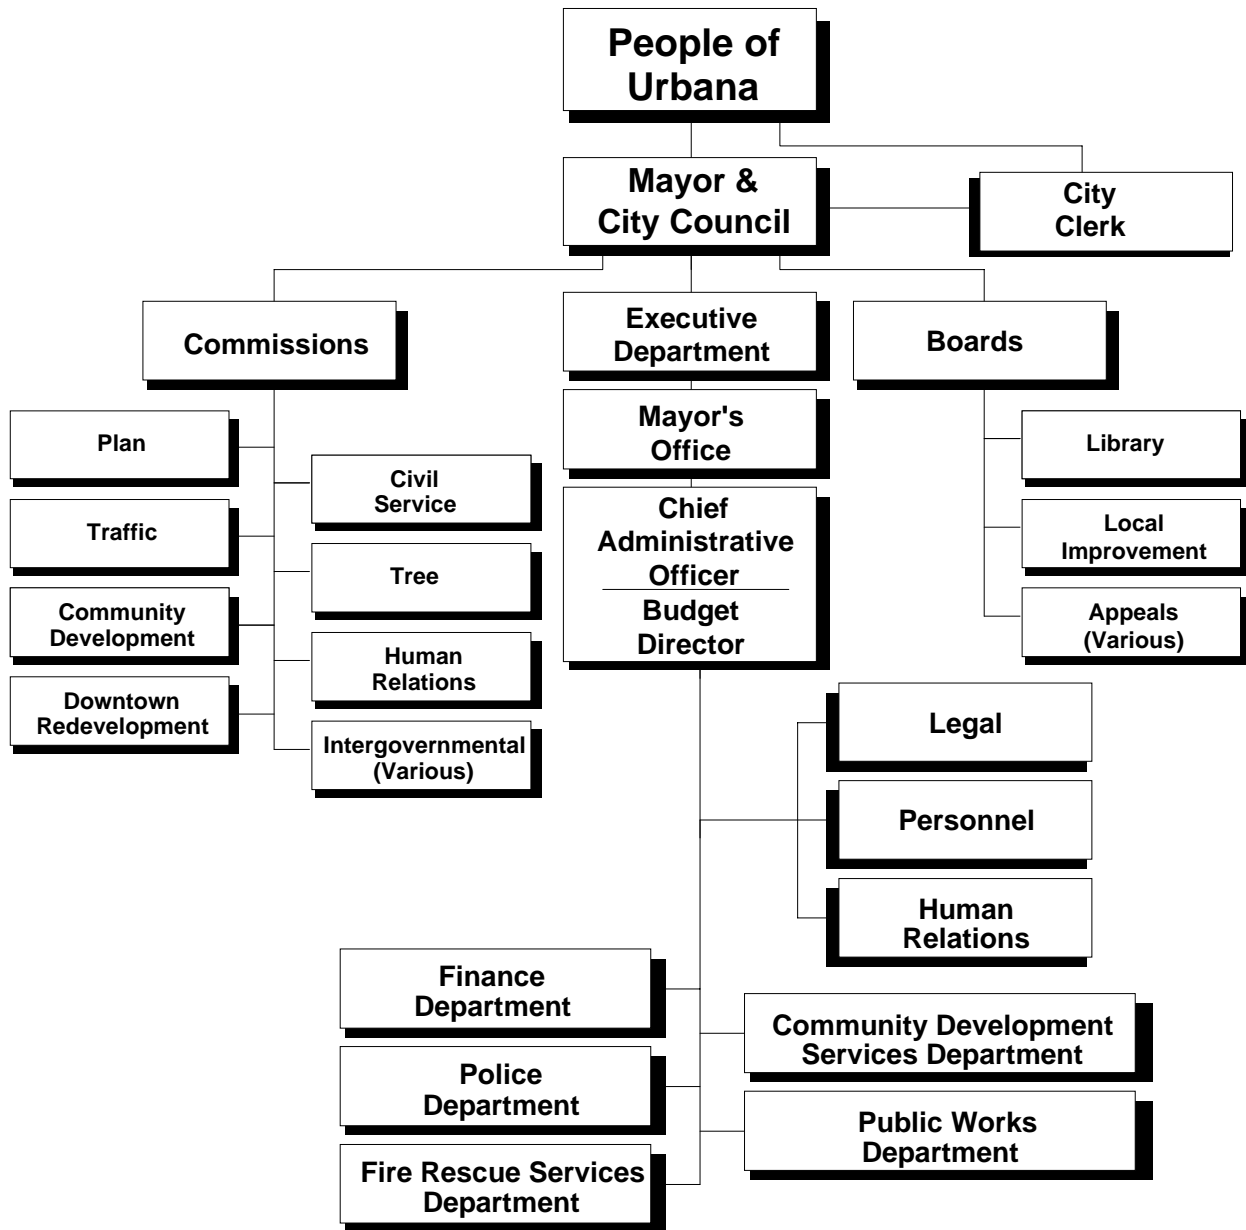 People of
Urbana
Mayor &
City Council
City
Clerk
Commissions
Executive
Department
Boards
Mayor's
Office
Chief
Administrative
Officer
Budget
Director
Plan
Civil
Service
Traffic
Tree
Community
Development
Human
Relations
Downtown
Redevelopment
Intergovernmental
(Various)
Library
Local
Improvement
Appeals
(Various)
Legal
Personnel
Human
Relations
Finance
Department
Community Development
Services Department
Police
Department
Public Works
Department
Fire Rescue Services
Department